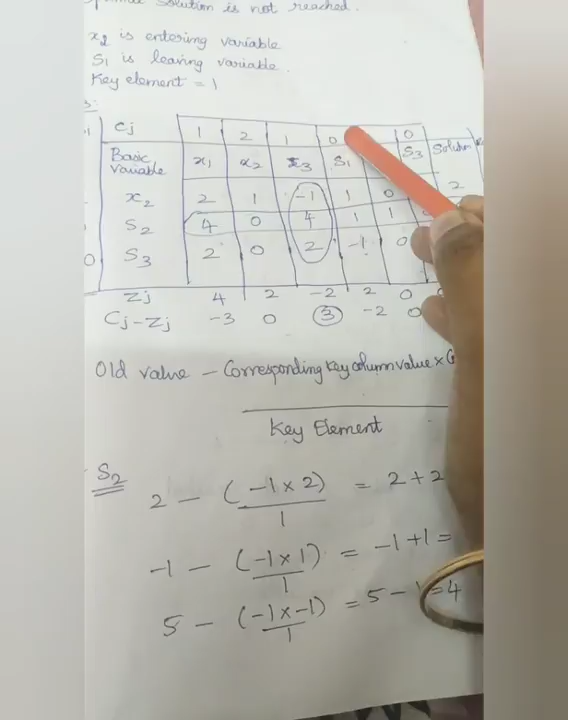 Solution is not reached.
x2 is entering variable
S1 is leaving variable.
Key element = 1
Cj 1 2 1 0 0
Basic variable x1 x2 x3 S1 S3 Solution
x2 2 1 -1 1 0 2
S2 4 0 4 1 1
0 S3 2 0 2 -1 0
Zj 4 2 -2 2 0
Cj-Zj -3 0 3 -2 0
Old value - Corresponding key column value ×
Key Element
S2
2 - (-1×2)/1 = 2+2
-1 - (-1×1)/1 = -1+1=
5 - (-1×-1)/1 = 5-1=4